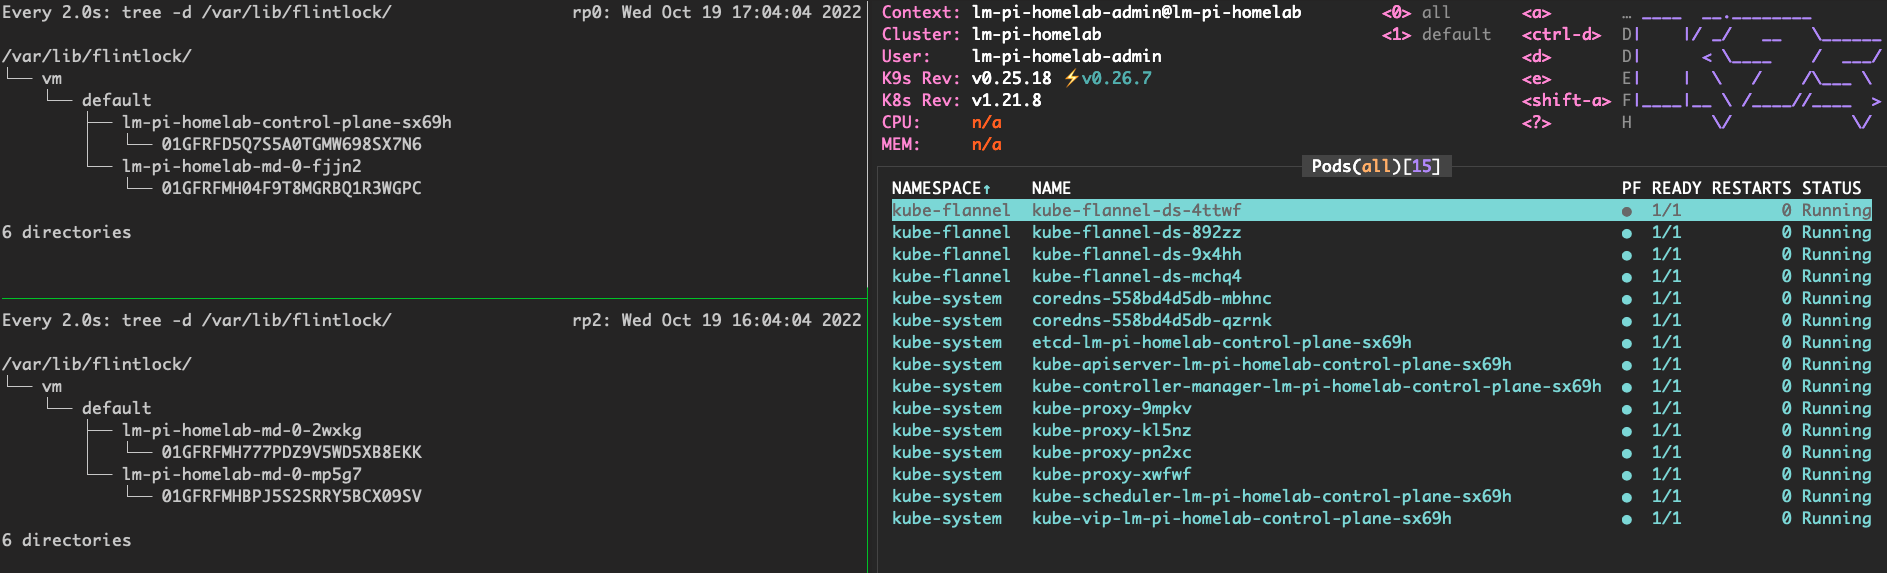 Every 2.0s: tree -d /var/lib/flintlock/ rp0: Wed Oct 19 17:04:04 2022
/var/lib/flintlock/
└── vm
    └── default
        ├── lm-pi-homelab-control-plane-sx69h
        │   └── 01GFRFD5Q7S5A0TGMW698SX7N6
        └── lm-pi-homelab-md-0-fjjn2
            └── 01GFRFMH04F9T8MGRBQ1R3WGPC
6 directories
Every 2.0s: tree -d /var/lib/flintlock/ rp2: Wed Oct 19 16:04:04 2022
/var/lib/flintlock/
└── vm
    └── default
        ├── lm-pi-homelab-md-0-2wxkg
        │   └── 01GFRFMH777PDZ9V5WD5XB8EKK
        └── lm-pi-homelab-md-0-mp5g7
            └── 01GFRFMHBPJ5S2SRRY5BCX09SV
6 directories
Context: lm-pi-homelab-admin@lm-pi-homelab <0> all <a> …
Cluster: lm-pi-homelab <1> default <ctrl-d> D
User: lm-pi-homelab-admin <d> D
K9s Rev: v0.25.18 ⚡v0.26.7 <e> E
K8s Rev: v1.21.8 <shift-a> F
CPU: n/a <?> H
MEM: n/a
Pods(all)[15]
NAMESPACE↑ NAME PF READY RESTARTS STATUS
kube-flannel kube-flannel-ds-4ttwf ● 1/1 0 Running
kube-flannel kube-flannel-ds-892zz ● 1/1 0 Running
kube-flannel kube-flannel-ds-9x4hh ● 1/1 0 Running
kube-flannel kube-flannel-ds-mchq4 ● 1/1 0 Running
kube-system coredns-558bd4d5db-mbhnc ● 1/1 0 Running
kube-system coredns-558bd4d5db-qzrnk ● 1/1 0 Running
kube-system etcd-lm-pi-homelab-control-plane-sx69h ● 1/1 0 Running
kube-system kube-apiserver-lm-pi-homelab-control-plane-sx69h ● 1/1 0 Running
kube-system kube-controller-manager-lm-pi-homelab-control-plane-sx69h ● 1/1 0 Running
kube-system kube-proxy-9mpkv ● 1/1 0 Running
kube-system kube-proxy-kl5nz ● 1/1 0 Running
kube-system kube-proxy-pn2xc ● 1/1 0 Running
kube-system kube-proxy-xwfwf ● 1/1 0 Running
kube-system kube-scheduler-lm-pi-homelab-control-plane-sx69h ● 1/1 0 Running
kube-system kube-vip-lm-pi-homelab-control-plane-sx69h ● 1/1 0 Running